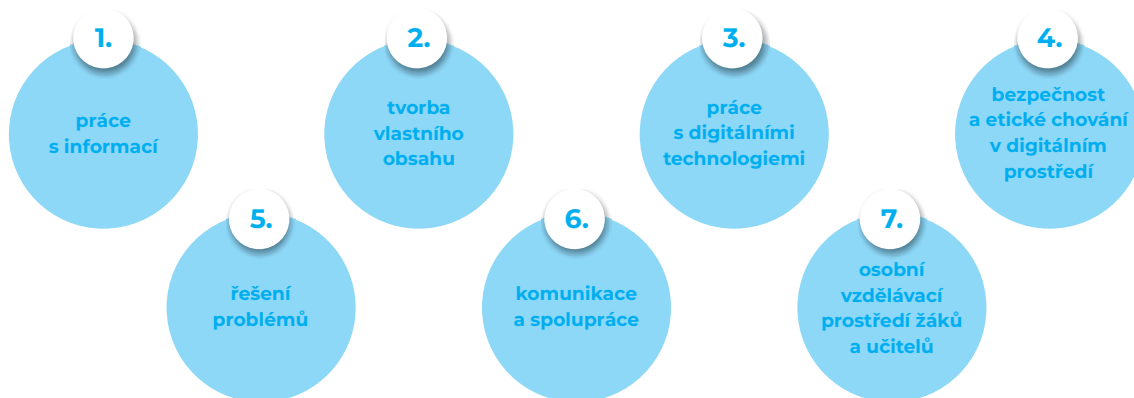 1.
práce
s informací
2.
tvorba
vlastního
obsahu
3.
práce
s digitálními
technologiemi
4.
bezpečnost
a etické chování
v digitálním
prostředí
5.
řešení
problémů
6.
komunikace
a spolupráce
7.
osobní
vzdělávací
prostředí žáků
a učitelů